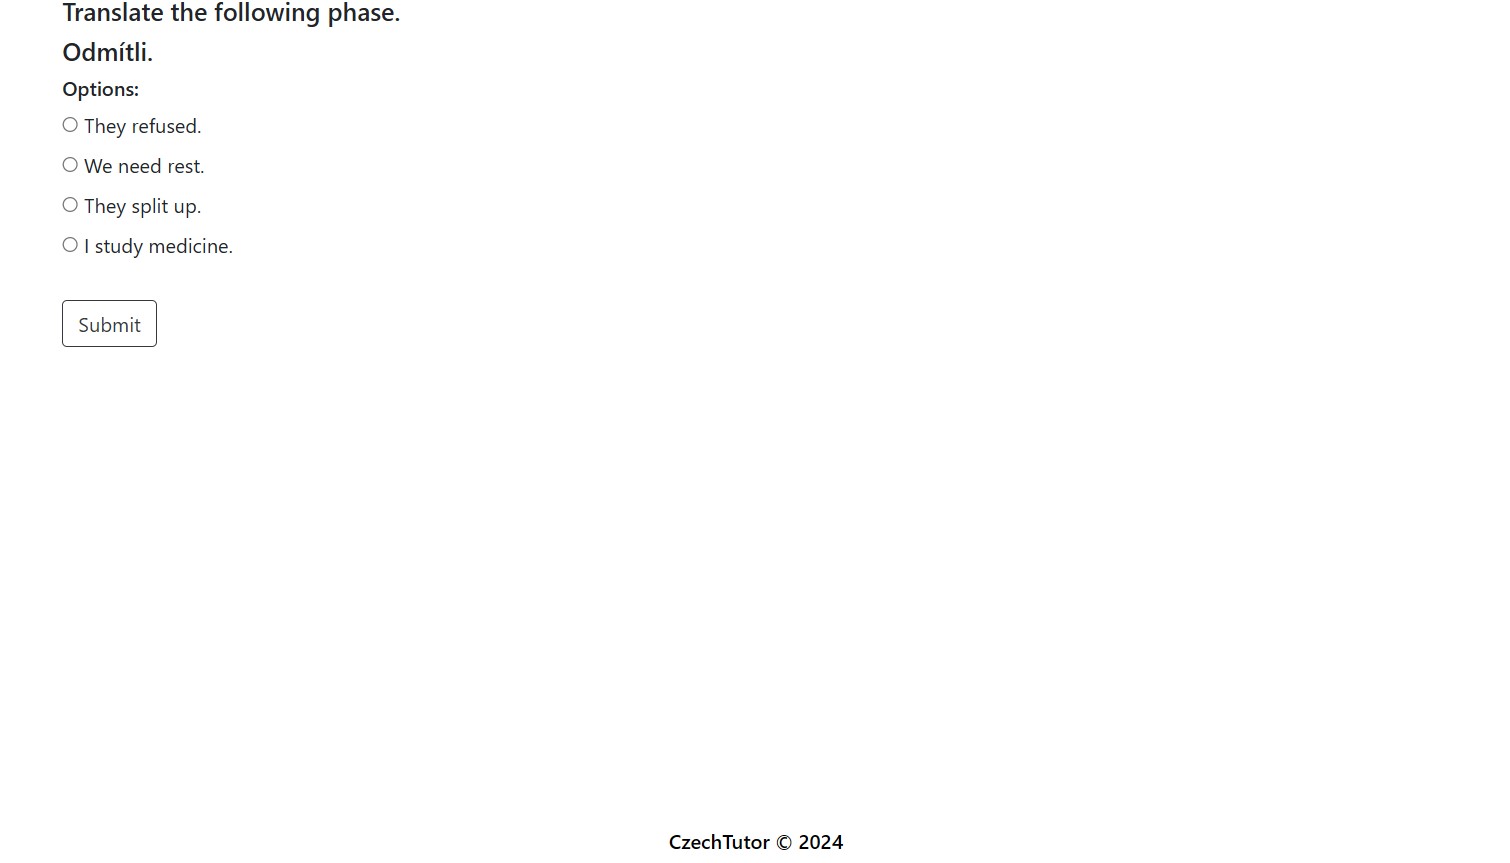 Translate the following phase.
Odmítli.
Options:
They refused.
We need rest.
They split up.
I study medicine.
Submit
CzechTutor © 2024